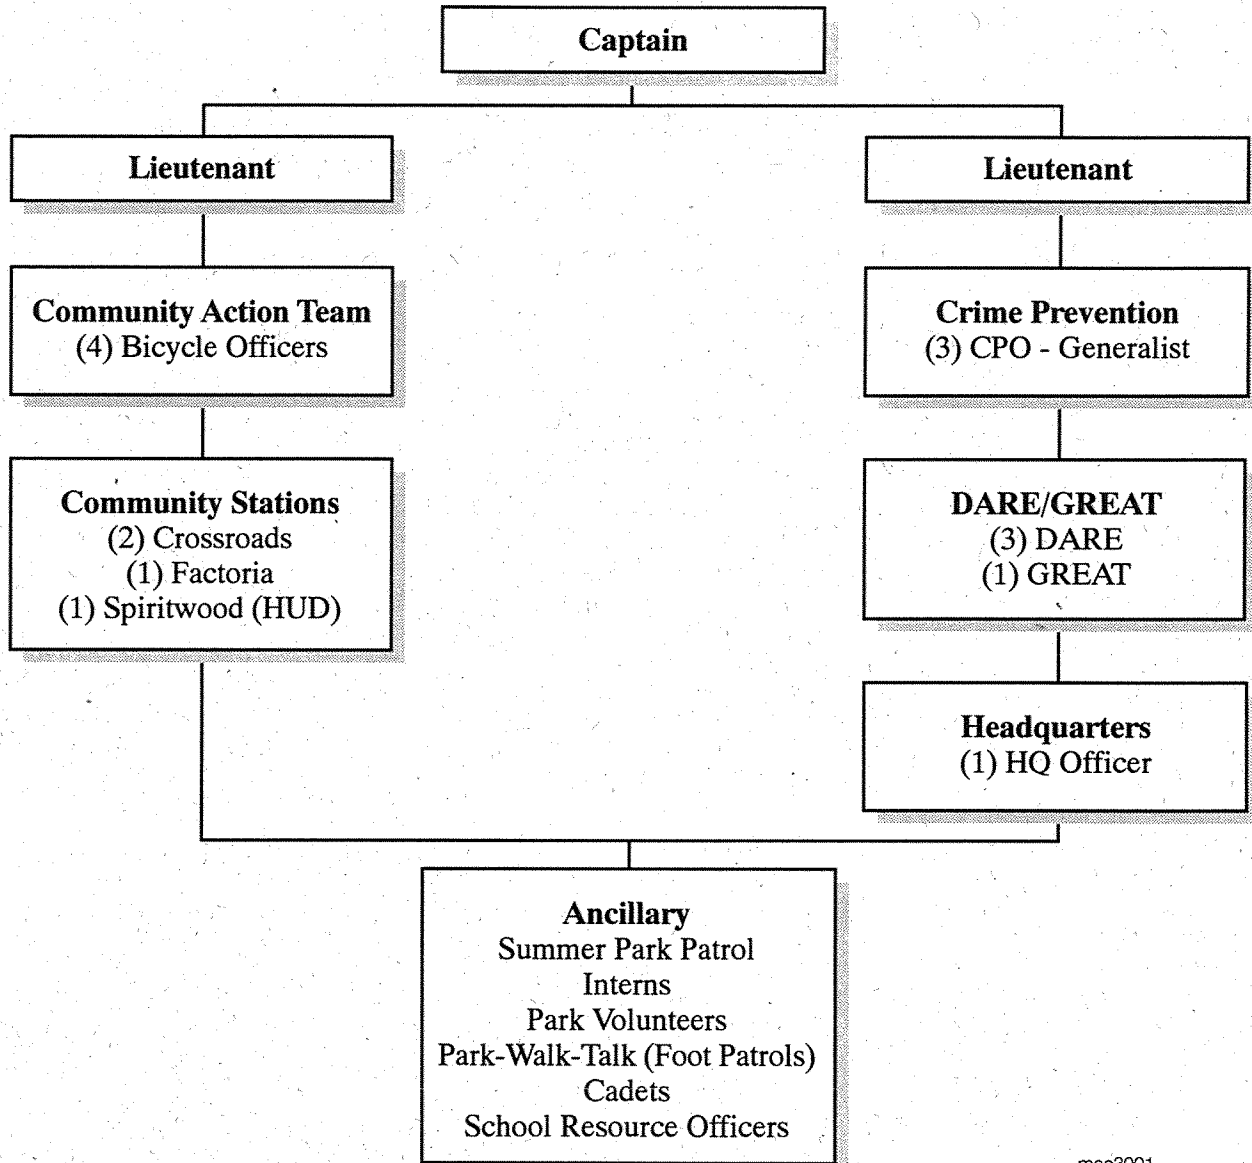 Captain
Lieutenant
Lieutenant
Community Action Team
(4) Bicycle Officers
Crime Prevention
(3) CPO - Generalist
Community Stations
(2) Crossroads
(1) Factoria
(1) Spiritwood (HUD)
DARE/GREAT
(3) DARE
(1) GREAT
Headquarters
(1) HQ Officer
Ancillary
Summer Park Patrol
Interns
Park Volunteers
Park-Walk-Talk (Foot Patrols)
Cadets
School Resource Officers